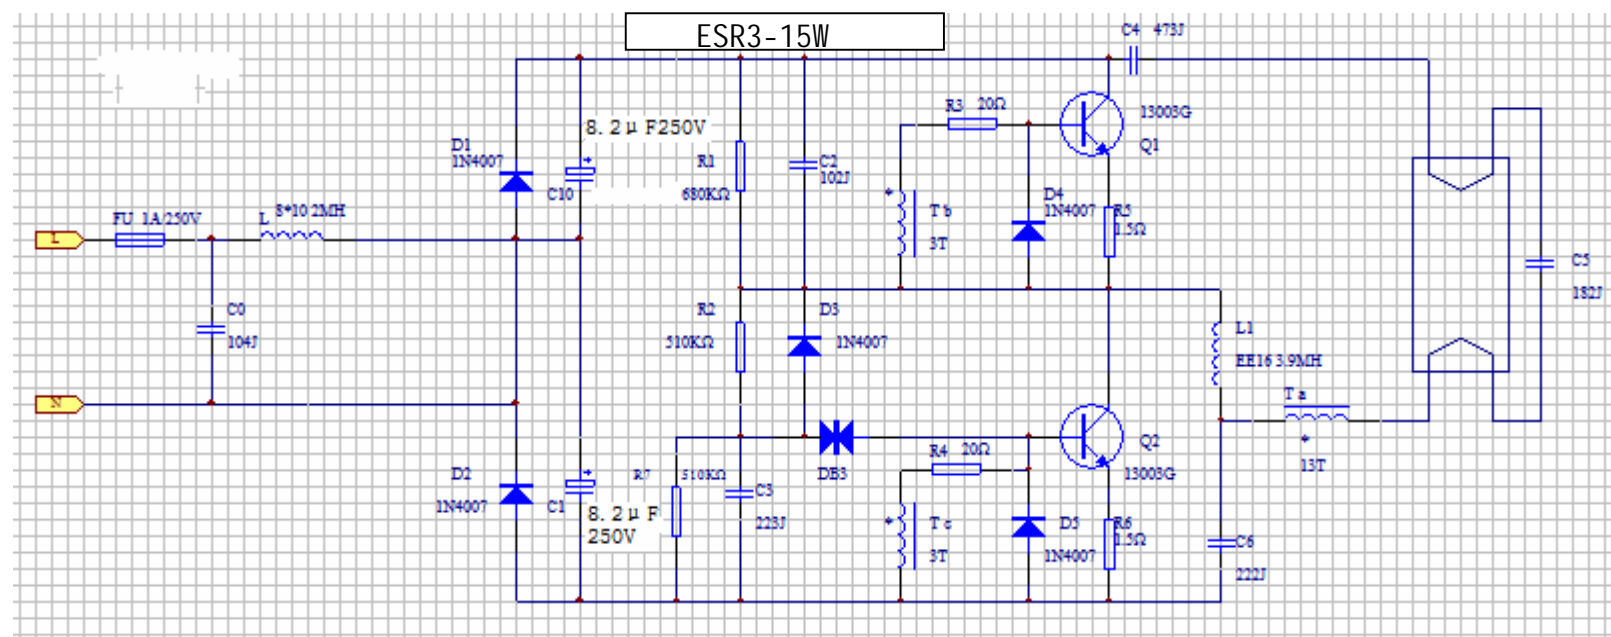 ESR3-15W
C4 473J
R3 20Ω
13003G
Q1
8.2μF250V
D1
1N4007
R1
680KΩ
C2
102J
C10
D4
1N4007
R5
1.5Ω
Tb
3T
FU 1A/250V
L 8*10 2MH
L
C5
182J
C0
104J
R2
510KΩ
D3
1N4007
L1
EE16 3.9MH
Ta
13T
N
Q2
13003G
R4 20Ω
DB3
D2
1N4007
C1
8.2μF
250V
R7
510KΩ
C3
223J
Tc
3T
D5
1N4007
R6
1.5Ω
C6
222J